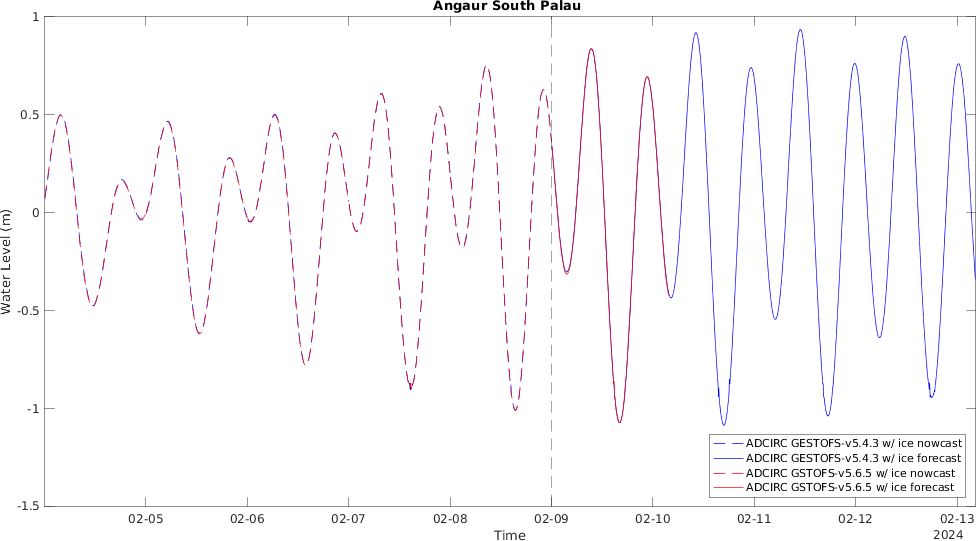 Angaur South Palau
1
0.5
0
-0.5
-1
-1.5
Water Level (m)
02-05 02-06 02-07 02-08 02-09 02-10 02-11 02-12 02-13
Time
2024
ADCIRC GESTOFS-v5.4.3 w/ ice nowcast
ADCIRC GESTOFS-v5.4.3 w/ ice forecast
ADCIRC GSTOFS-v5.6.5 w/ ice nowcast
ADCIRC GSTOFS-v5.6.5 w/ ice forecast